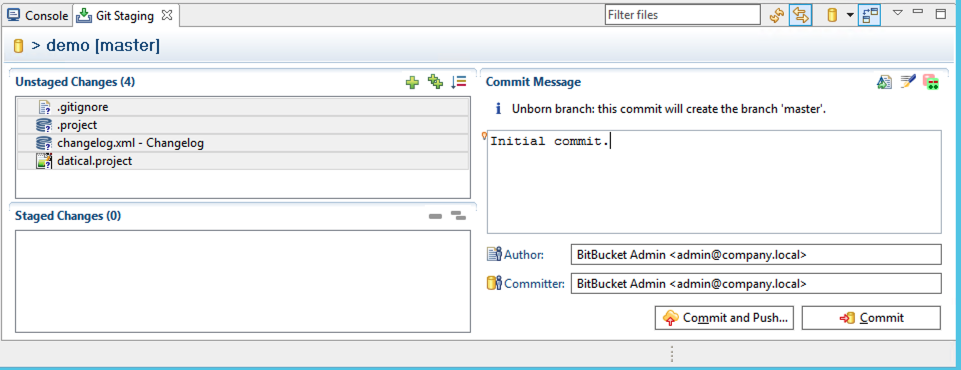 Console Git Staging Filter files
> demo [master]
Unstaged Changes (4)
.gitignore
.project
changelog.xml - Changelog
datical.project
Staged Changes (0)
Commit Message
Unborn branch: this commit will create the branch 'master'.
Initial commit.
Author: BitBucket Admin <admin@company.local>
Committer: BitBucket Admin <admin@company.local>
Commit and Push... Commit